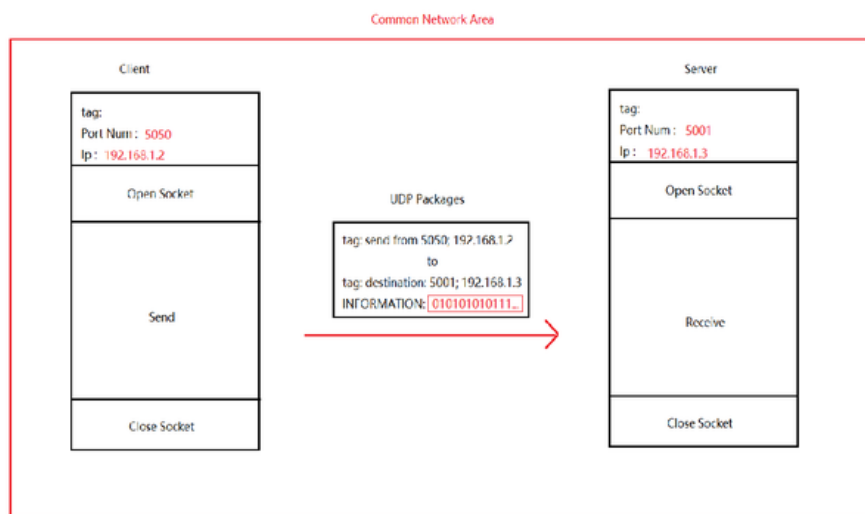 Common Network Area
Client
Server
tag:
Port Num : 5050
Ip : 192.168.1.2
Open Socket
Send
Close Socket
UDP Packages
tag: send from 5050; 192.168.1.2
to
tag: destination: 5001; 192.168.1.3
INFORMATION: 010101010111...
tag:
Port Num : 5001
Ip : 192.168.1.3
Open Socket
Receive
Close Socket